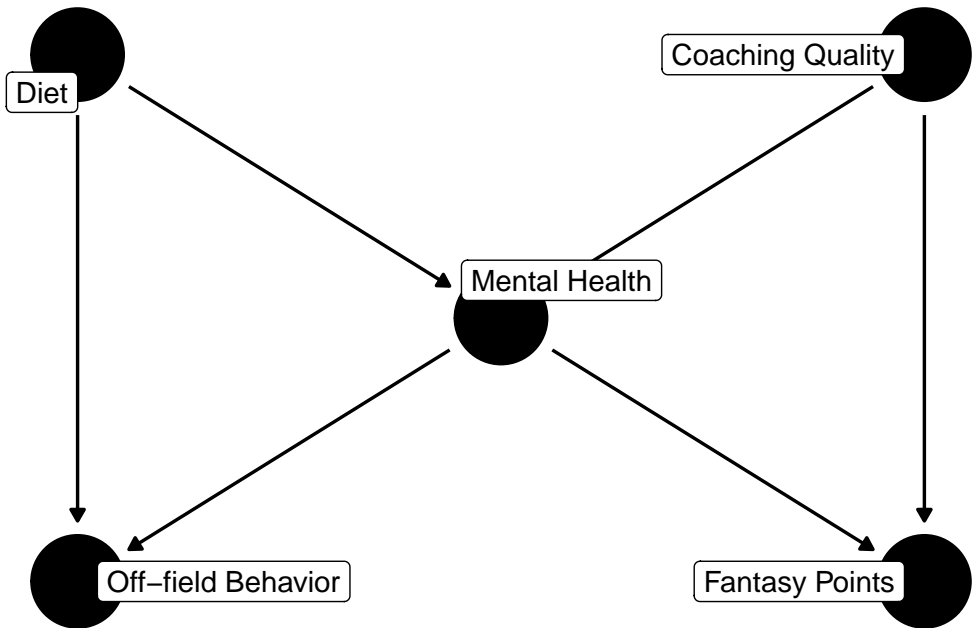 Coaching Quality
Diet
Mental Health
Off−field Behavior
Fantasy Points